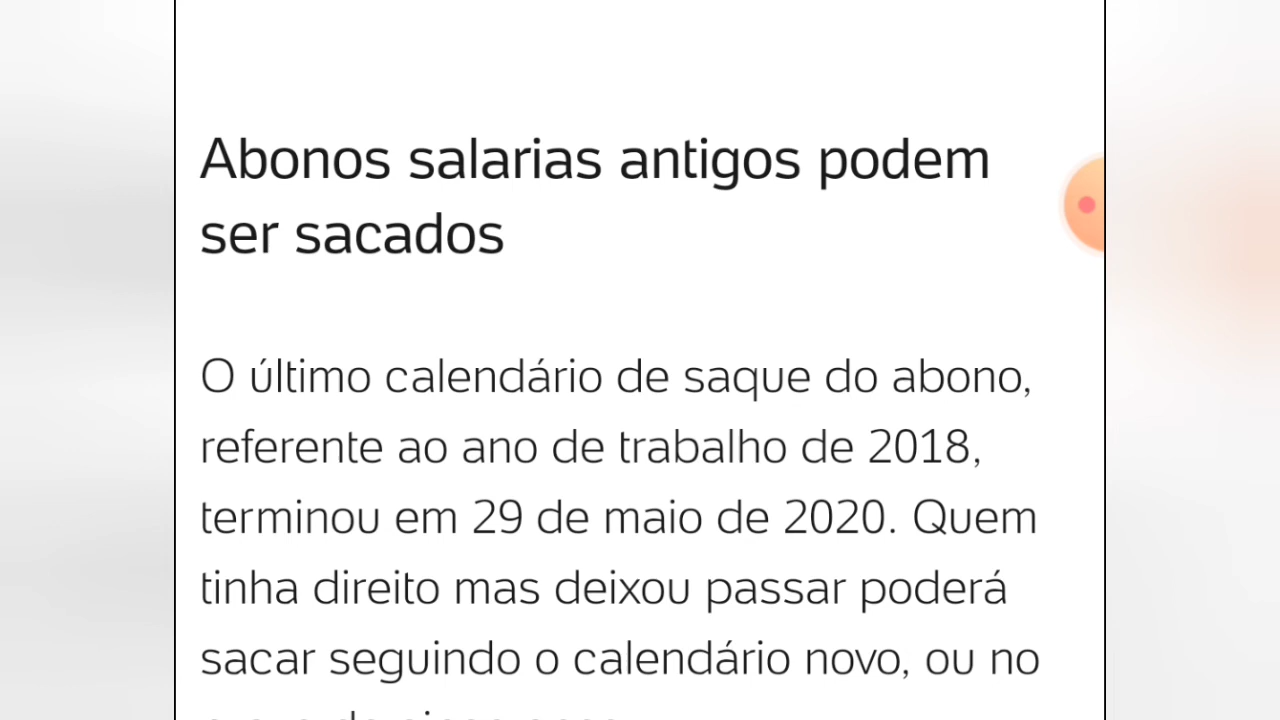 Abonos salarias antigos podem
ser sacados
O último calendário de saque do abono,
referente ao ano de trabalho de 2018,
terminou em 29 de maio de 2020. Quem
tinha direito mas deixou passar poderá
sacar seguindo o calendário novo, ou no